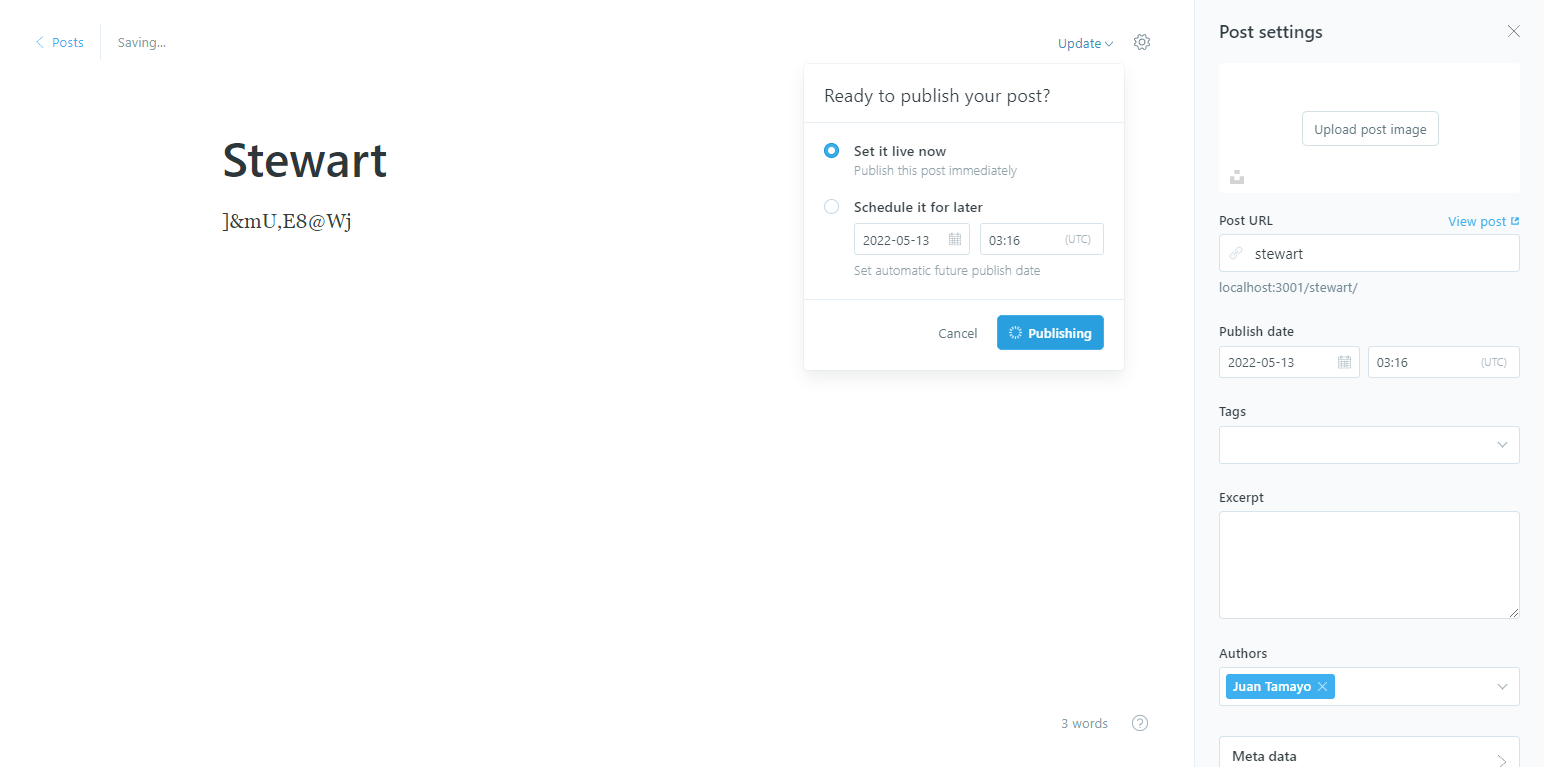 Posts
Saving...
Update
Ready to publish your post?
Set it live now
Publish this post immediately
Schedule it for later
2022-05-13
03:16 (UTC)
Set automatic future publish date
Cancel
Publishing
Stewart
]&mU,E8@Wj
3 words
Post settings
Upload post image
Post URL
View post
stewart
localhost:3001/stewart/
Publish date
2022-05-13
03:16 (UTC)
Tags
Excerpt
Authors
Juan Tamayo
Meta data